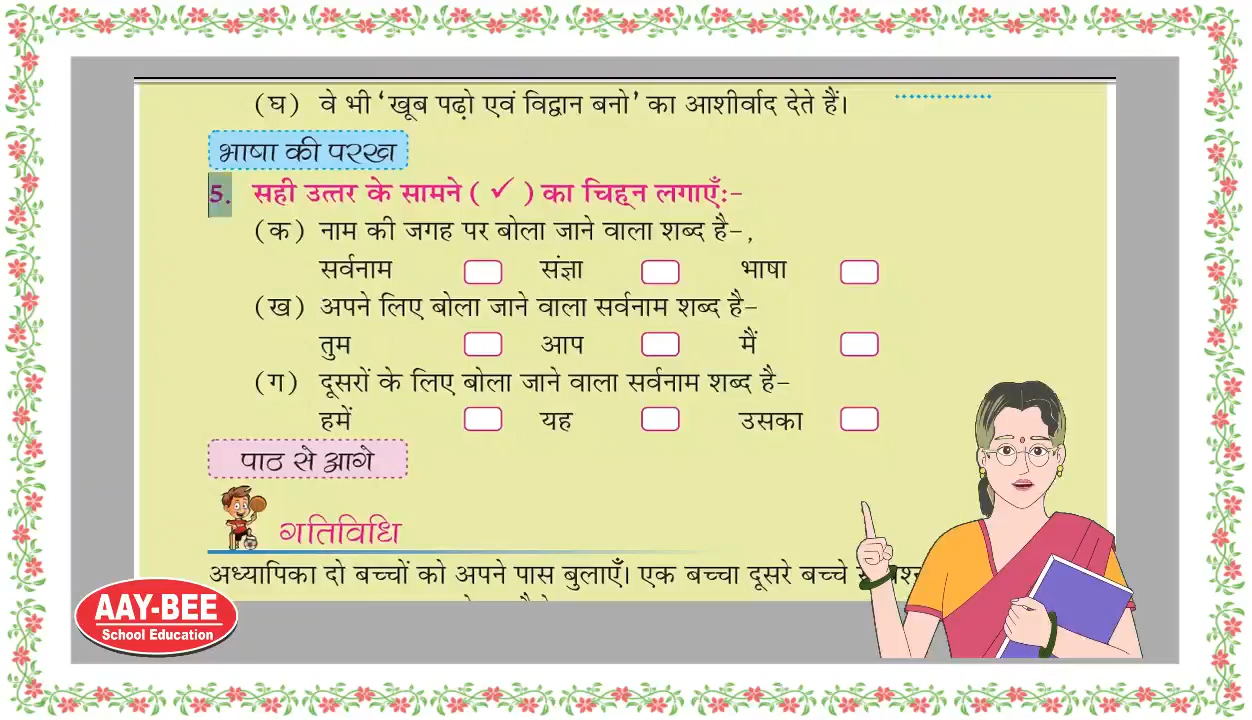 (घ) वे भी ‘खूब पढ़ो एवं विद्वान बनो’ का आशीर्वाद देते हैं।
भाषा की परख
5. सही उत्तर के सामने ( ✓ ) का चिह्न लगाएँ:–
(क) नाम की जगह पर बोला जाने वाला शब्द है–,
सर्वनाम संज्ञा भाषा
(ख) अपने लिए बोला जाने वाला सर्वनाम शब्द है–
तुम आप मैं
(ग) दूसरों के लिए बोला जाने वाला सर्वनाम शब्द है–
हमें यह उसका
पाठ से आगे
गतिविधि
अध्यापिका दो बच्चों को अपने पास बुलाएँ। एक बच्चा दूसरे बच्चे
AAY-BEE
School Education